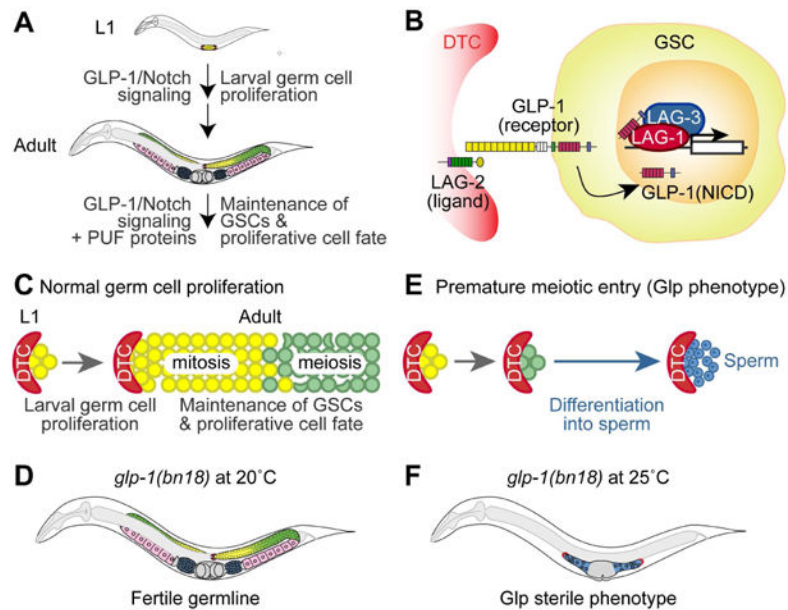 A
L1
GLP-1/Notch
signaling
Larval germ cell
proliferation
Adult
GLP-1/Notch
signaling
+ PUF proteins
Maintenance of
GSCs &
proliferative cell fate
B
DTC
GSC
GLP-1
(receptor)
LAG-3
LAG-1
LAG-2
(ligand)
GLP-1(NICD)
C Normal germ cell proliferation
L1
Adult
DTC
DTC
mitosis
meiosis
Larval germ cell
proliferation
Maintenance of GSCs
& proliferative cell fate
E Premature meiotic entry (Glp phenotype)
DTC
DTC
DTC
Sperm
Differentiation
into sperm
D
glp-1(bn18) at 20˚C
Fertile germline
F
glp-1(bn18) at 25˚C
Glp sterile phenotype